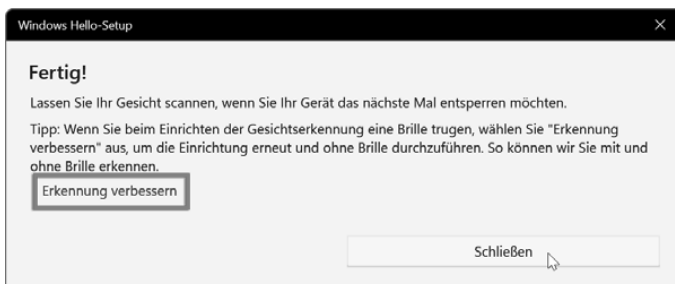 Windows Hello-Setup
Fertig!
Lassen Sie Ihr Gesicht scannen, wenn Sie Ihr Gerät das nächste Mal entsperren möchten.
Tipp: Wenn Sie beim Einrichten der Gesichtserkennung eine Brille trugen, wählen Sie "Erkennung
verbessern" aus, um die Einrichtung erneut und ohne Brille durchzuführen. So können wir Sie mit und
ohne Brille erkennen.
Erkennung verbessern
Schließen